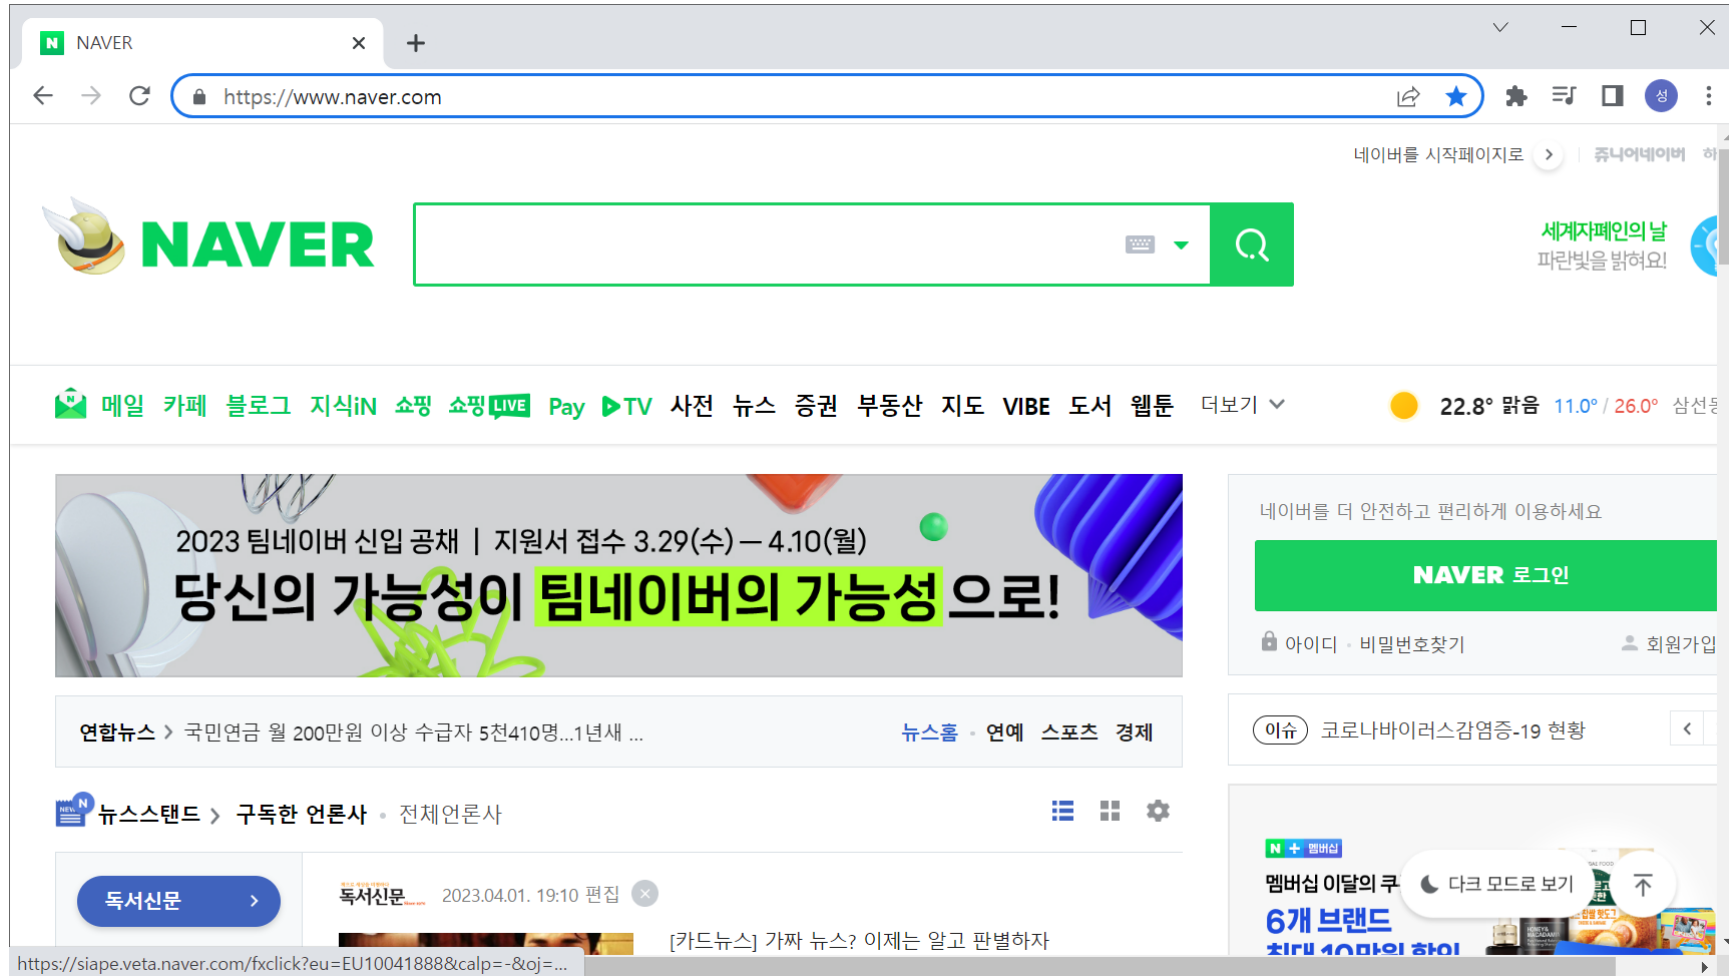 NAVER
https://www.naver.com
성
네이버를 시작페이지로
쥬니어네이버
NAVER
세계자폐인의 날
파란빛을 밝혀요!
메일 카페 블로그 지식iN 쇼핑 쇼핑LIVE Pay TV 사전 뉴스 증권 부동산 지도 VIBE 도서 웹툰 더보기
22.8° 맑음 11.0° / 26.0° 삼선동
2023 팀네이버 신입 공채 | 지원서 접수 3.29(수) — 4.10(월)
당신의 가능성이 팀네이버의 가능성으로!
네이버를 더 안전하고 편리하게 이용하세요
NAVER 로그인
아이디 · 비밀번호찾기
회원가입
연합뉴스 > 국민연금 월 200만원 이상 수급자 5천410명...1년새 ...
뉴스홈 · 연예 스포츠 경제
이슈 코로나바이러스감염증-19 현황
뉴스스탠드 > 구독한 언론사 · 전체언론사
독서신문
독서신문 2023.04.01. 19:10 편집
[카드뉴스] 가짜 뉴스? 이제는 알고 판별하자
N + 멤버십
멤버십 이달의 쿠
6개 브랜드
최대 10만원 할인
다크 모드로 보기
https://siape.veta.naver.com/fxclick?eu=EU10041888&calp=-&oj=...